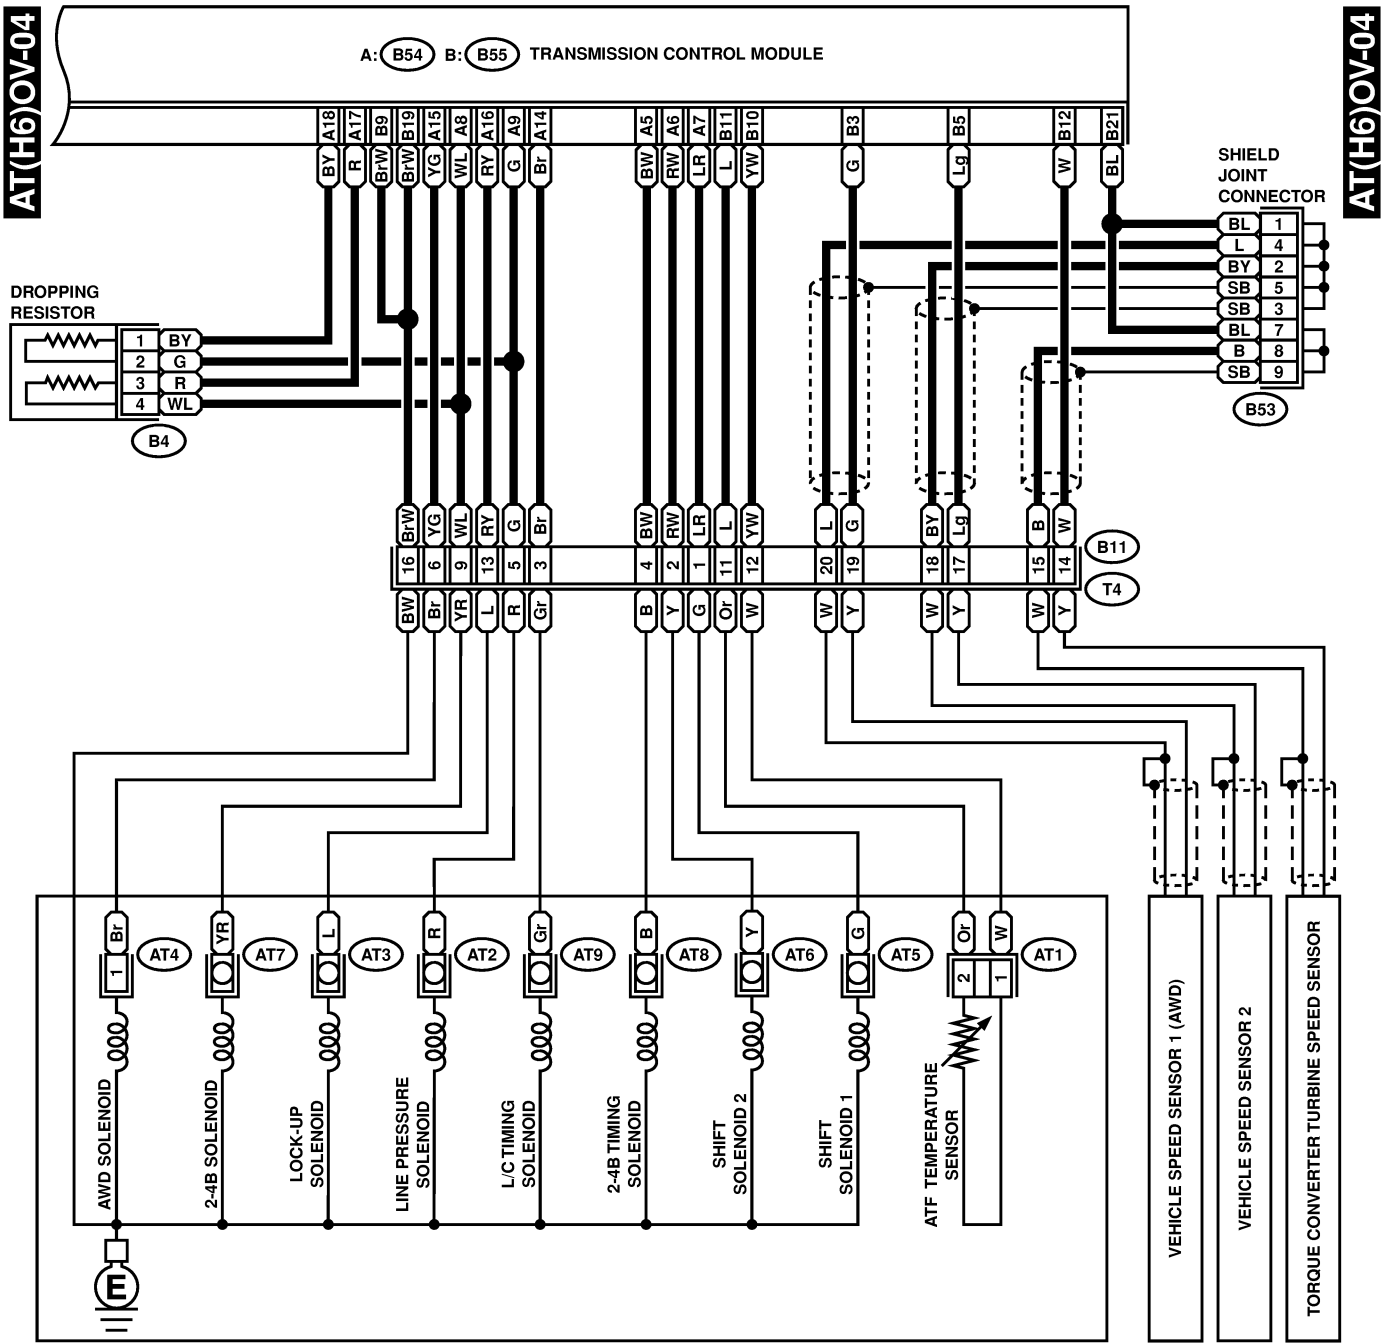 AT(H6)OV-04
AT(H6)OV-04
A: B54 B: B55 TRANSMISSION CONTROL MODULE
A18 A17 B9 B19 A15 A8 A16 A9 A14 A5 A6 A7 B11 B10 B3 B5 B12 B21
BY R BrW BrW YG WL RY G Br BW RW LR L YW G Lg W BL
SHIELD
JOINT
CONNECTOR
BL 1
L 4
BY 2
SB 5
SB 3
BL 7
B 8
SB 9
B53
DROPPING
RESISTOR
1 BY
2 G
3 R
4 WL
B4
BrW YG WL RY G Br BW RW LR L YW L G BY Lg B W
16 6 9 13 5 3 4 2 1 11 12 20 19 18 17 15 14
B11
T4
BW Br YR L R Gr B Y G Or W W Y W Y W Y
Br YR L R Gr B Y G Or W
AT4 AT7 AT3 AT2 AT9 AT8 AT6 AT5 AT1
1 2 1
AWD SOLENOID
2-4B SOLENOID
LOCK-UP
SOLENOID
LINE PRESSURE
SOLENOID
L/C TIMING
SOLENOID
2-4B TIMING
SOLENOID
SHIFT
SOLENOID 2
SHIFT
SOLENOID 1
ATF TEMPERATURE
SENSOR
VEHICLE SPEED SENSOR 1 (AWD)
VEHICLE SPEED SENSOR 2
TORQUE CONVERTER TURBINE SPEED SENSOR
E